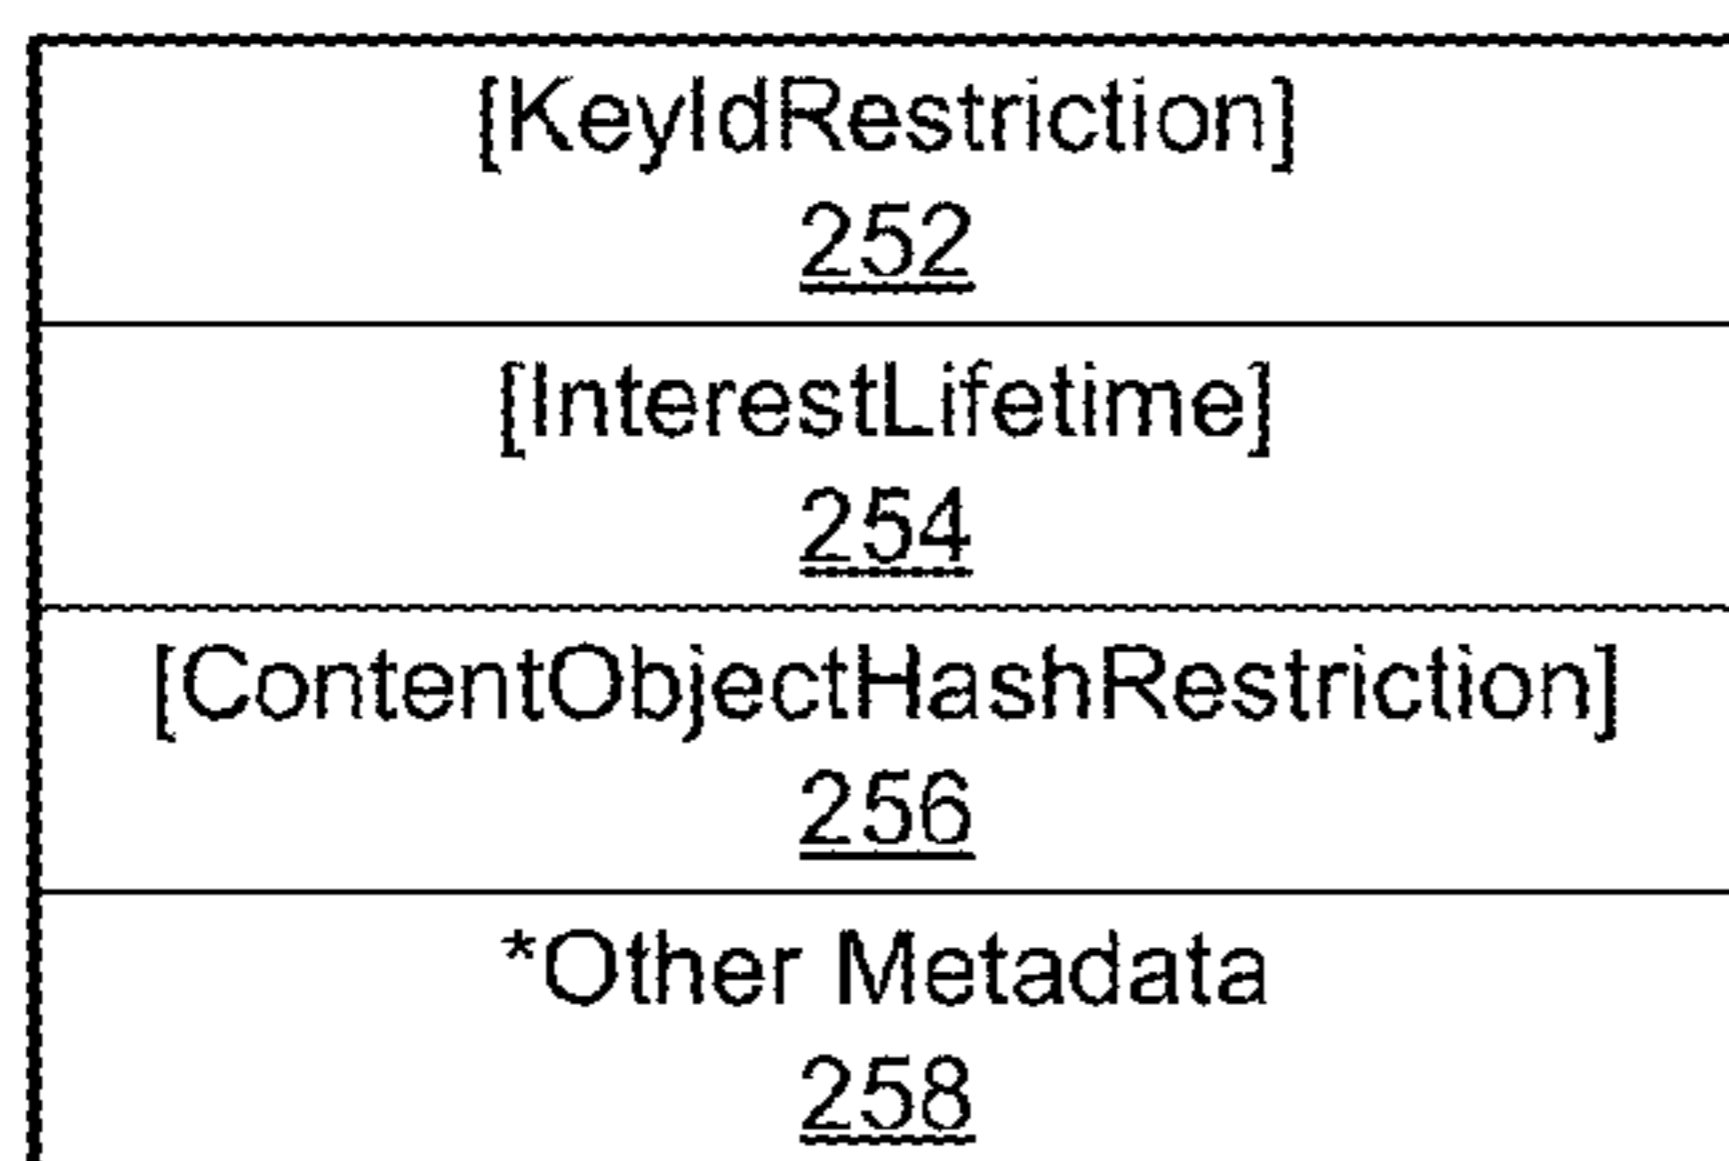 [KeyIdRestriction]
252
[InterestLifetime]
254
[ContentObjectHashRestriction]
256
*Other Metadata
258